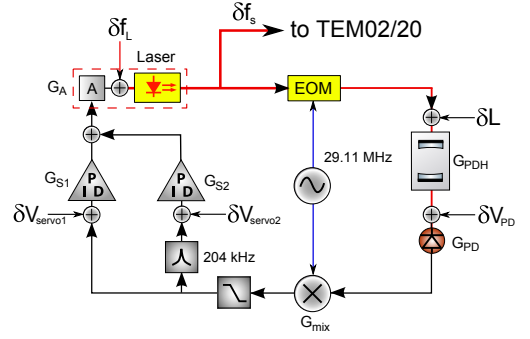 δf_s
to TEM02/20
δf_L
Laser
G_A
A
EOM
δL
G_PDH
29.11 MHz
G_S1
P
I D
P
I D
G_S2
δV_servo1
δV_servo2
δV_PD
G_PD
204 kHz
G_mix